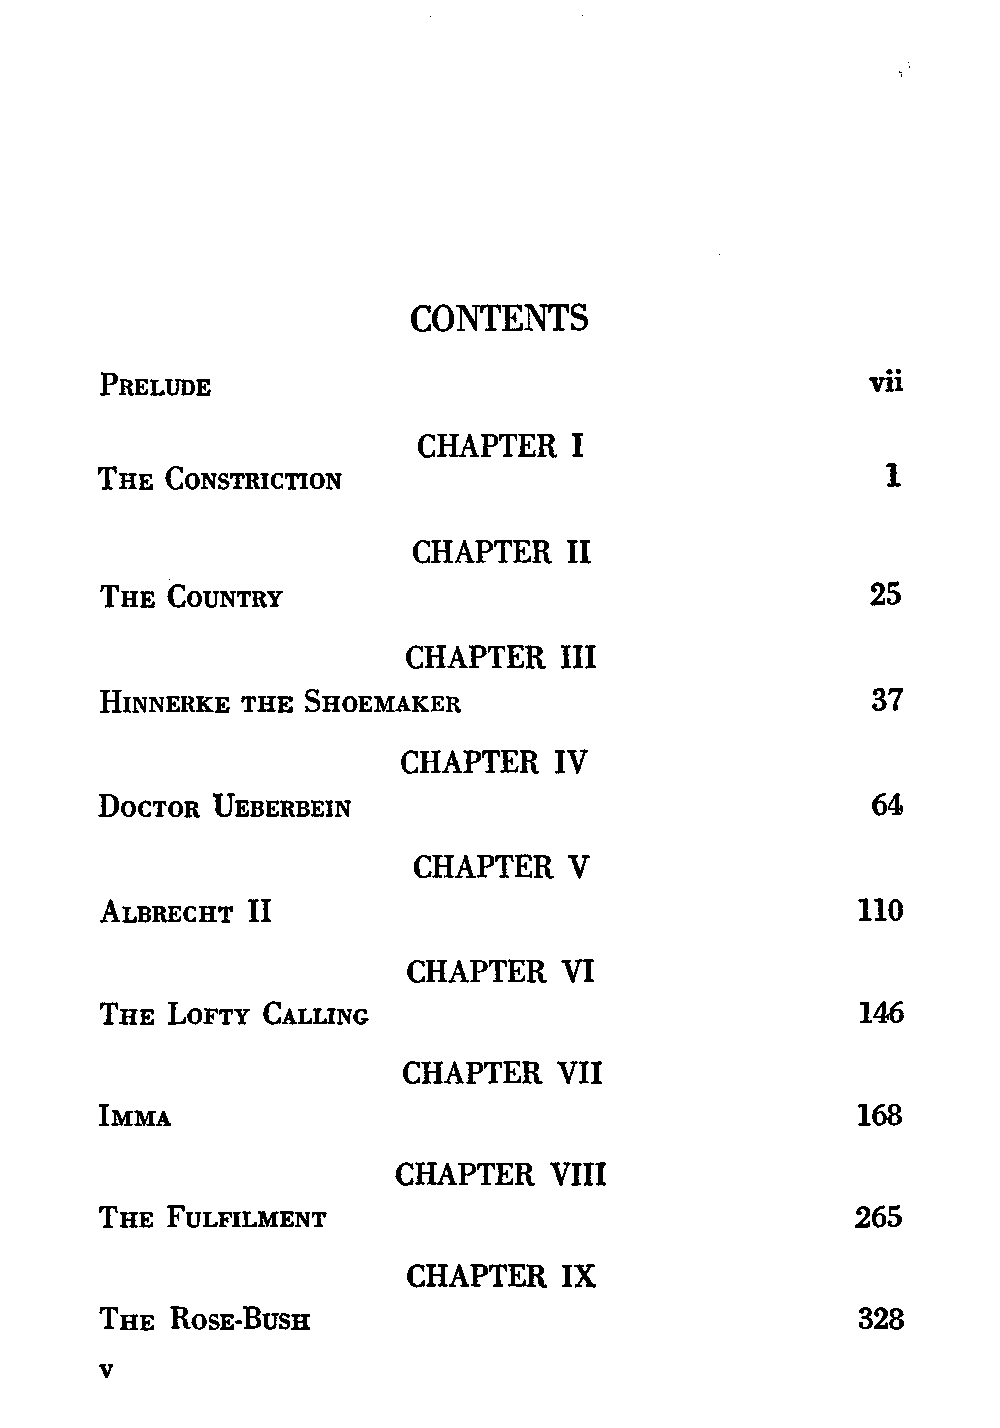 CONTENTS
PRELUDE vii
CHAPTER I
THE CONSTRICTION 1
CHAPTER II
THE COUNTRY 25
CHAPTER III
HINNERKE THE SHOEMAKER 37
CHAPTER IV
DOCTOR UEBERBEIN 64
CHAPTER V
ALBRECHT II 110
CHAPTER VI
THE LOFTY CALLING 146
CHAPTER VII
IMMA 168
CHAPTER VIII
THE FULFILMENT 265
CHAPTER IX
THE ROSE-BUSH 328
v